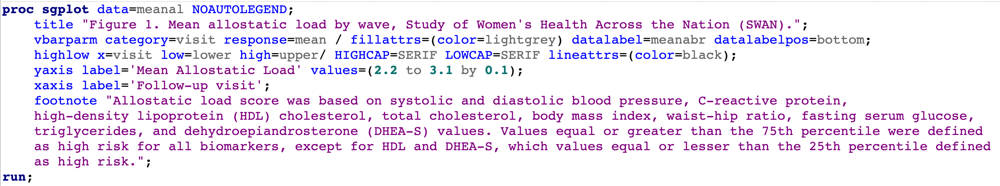 proc sgplot data=meanal NOAUTOLEGEND;
    title "Figure 1. Mean allostatic load by wave, Study of Women's Health Across the Nation (SWAN).";
    vbarparm category=visit response=mean / fillattrs=(color=lightgrey) datalabel=meanabr datalabelpos=bottom;
    highlow x=visit low=lower high=upper/ HIGHCAP=SERIF LOWCAP=SERIF lineattrs=(color=black);
    yaxis label='Mean Allostatic Load' values=(2.2 to 3.1 by 0.1);
    xaxis label='Follow-up visit';
    footnote "Allostatic load score was based on systolic and diastolic blood pressure, C-reactive protein,
    high-density lipoprotein (HDL) cholesterol, total cholesterol, body mass index, waist-hip ratio, fasting serum glucose,
    triglycerides, and dehydroepiandrosterone (DHEA-S) values. Values equal or greater than the 75th percentile were defined
    as high risk for all biomarkers, except for HDL and DHEA-S, which values equal or lesser than the 25th percentile defined
    as high risk.";
run;